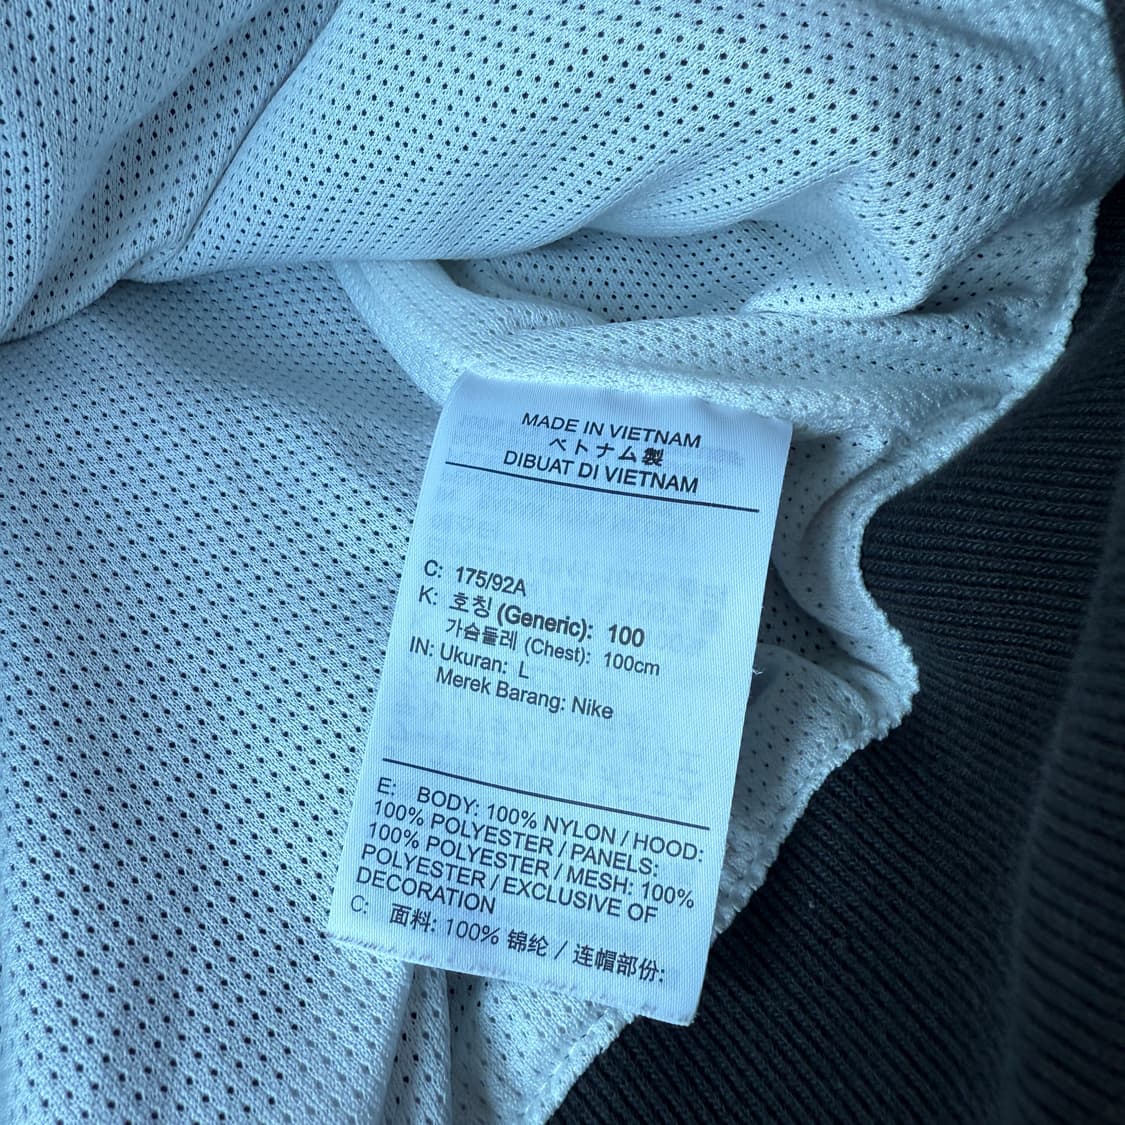 MADE IN VIETNAM
ベトナム製
DIBUAT DI VIETNAM
C: 175/92A
K: 호칭 (Generic): 100
가슴둘레 (Chest): 100cm
IN: Ukuran: L
Merek Barang: Nike
E: BODY: 100% NYLON / HOOD:
100% POLYESTER / PANELS:
100% POLYESTER / MESH: 100%
POLYESTER / EXCLUSIVE OF
DECORATION
C: 面料: 100% 锦纶 / 连帽部份: